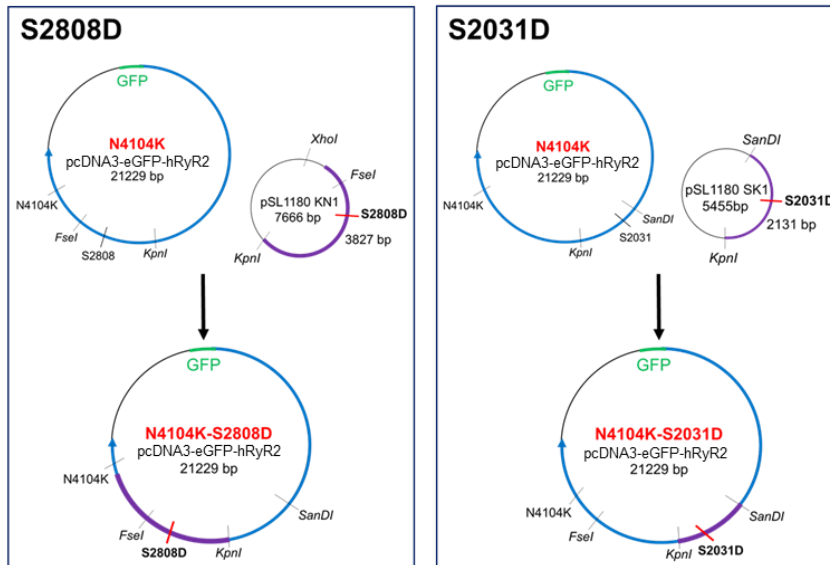 S2808D
GFP
N4104K
pcDNA3-eGFP-hRyR2
21229 bp
N4104K
FseI
S2808
KpnI
XhoI
FseI
pSL1180 KN1
7666 bp
S2808D
3827 bp
KpnI
GFP
N4104K-S2808D
pcDNA3-eGFP-hRyR2
21229 bp
N4104K
FseI
S2808D
KpnI
SanDI
S2031D
GFP
N4104K
pcDNA3-eGFP-hRyR2
21229 bp
N4104K
SanDI
S2031
KpnI
SanDI
pSL1180 SK1
5455bp
S2031D
2131 bp
KpnI
GFP
N4104K-S2031D
pcDNA3-eGFP-hRyR2
21229 bp
N4104K
FseI
KpnI
S2031D
SanDI